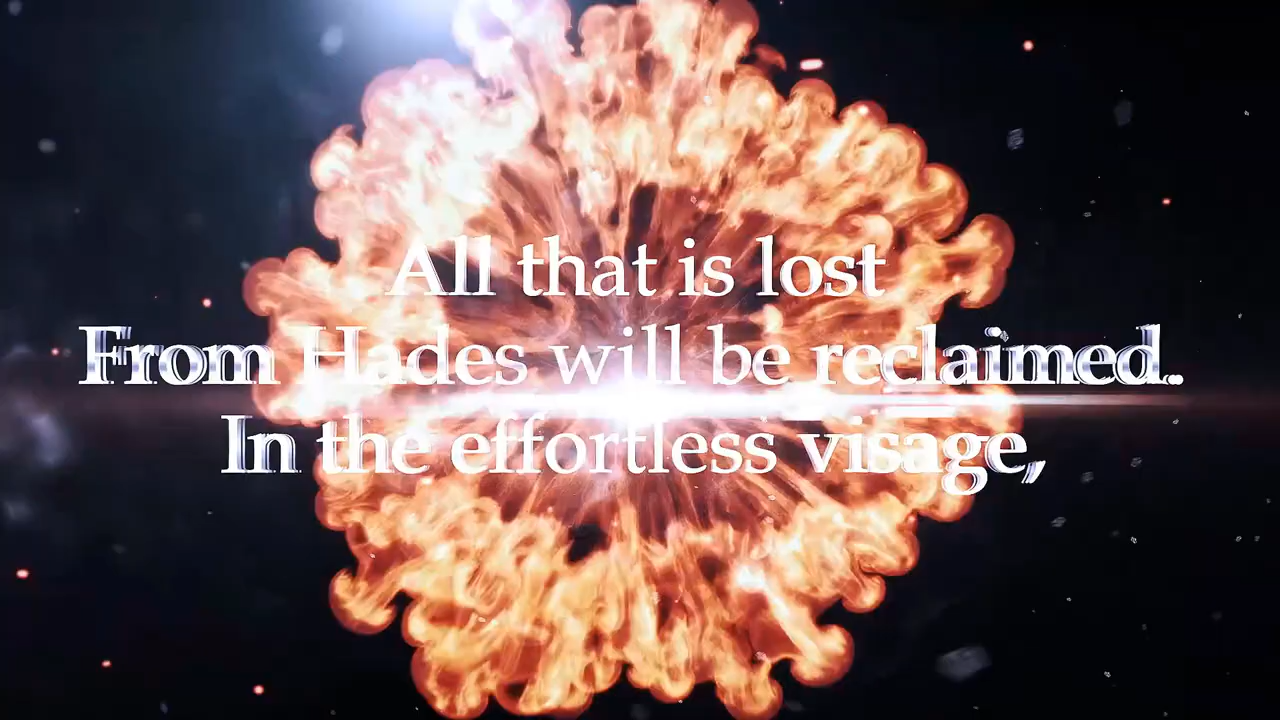 All that is lost
From Hades will be reclaimed.
In the effortless visage,